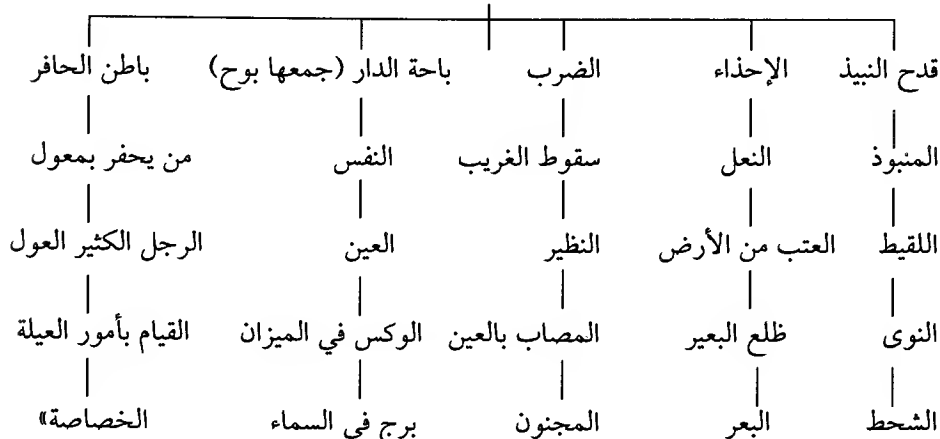 قدح النبيذ الإحذاء الضرب باحة الدار (جمعها بوح) باطن الحافر
المنبوذ النعل سقوط الغريب النفس من يحفر بمعول
اللقيط العتب من الأرض النظير العين الرجل الكثير العول
النوى ظلع البعير المصاب بالعين الوكس في الميزان القيام بأمور العيلة
الشحط البعر المجنون برج في السماء الخصاصة»